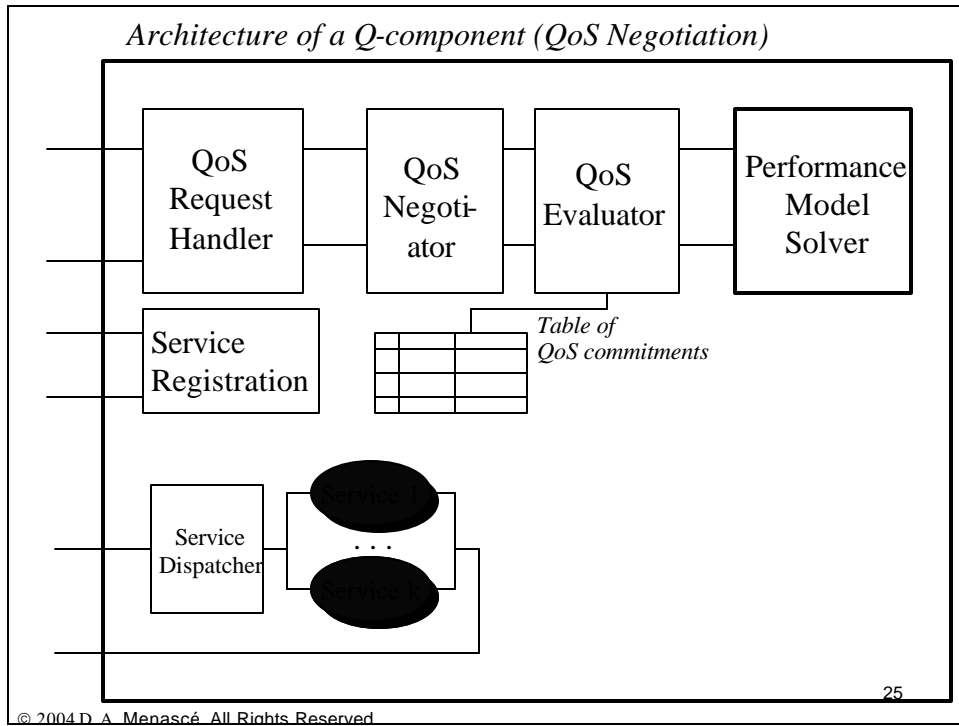 Architecture of a Q-component (QoS Negotiation)
QoS
Request
Handler
QoS
Negoti-
ator
QoS
Evaluator
Performance
Model
Solver
Service
Registration
Table of
QoS commitments
Service
Dispatcher
Service 1
. . .
Service k
25
© 2004 D. A. Menascé. All Rights Reserved